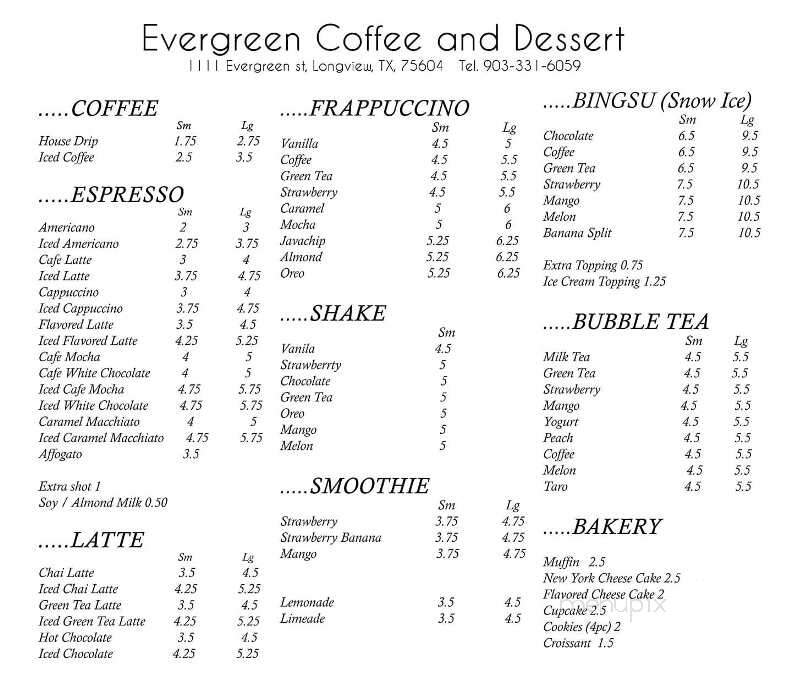 Evergreen Coffee and Dessert
1111 Evergreen st, Longview, TX, 75604 Tel. 903-331-6059
.....COFFEE
Sm Lg
House Drip 1.75 2.75
Iced Coffee 2.5 3.5
.....ESPRESSO
Sm Lg
Americano 2 3
Iced Americano 2.75 3.75
Cafe Latte 3 4
Iced Latte 3.75 4.75
Cappuccino 3 4
Iced Cappuccino 3.75 4.75
Flavored Latte 3.5 4.5
Iced Flavored Latte 4.25 5.25
Cafe Mocha 4 5
Cafe White Chocolate 4 5
Iced Cafe Mocha 4.75 5.75
Iced White Chocolate 4.75 5.75
Caramel Macchiato 4 5
Iced Caramel Macchiato 4.75 5.75
Affogato 3.5
Extra shot 1
Soy / Almond Milk 0.50
.....LATTE
Sm Lg
Chai Latte 3.5 4.5
Iced Chai Latte 4.25 5.25
Green Tea Latte 3.5 4.5
Iced Green Tea Latte 4.25 5.25
Hot Chocolate 3.5 4.5
Iced Chocolate 4.25 5.25
.....FRAPPUCCINO
Sm Lg
Vanilla 4.5 5
Coffee 4.5 5.5
Green Tea 4.5 5.5
Strawberry 4.5 5.5
Caramel 5 6
Mocha 5 6
Javachip 5.25 6.25
Almond 5.25 6.25
Oreo 5.25 6.25
.....SHAKE
Sm
Vanila 4.5
Strawberrty 5
Chocolate 5
Green Tea 5
Oreo 5
Mango 5
Melon 5
.....SMOOTHIE
Sm Lg
Strawberry 3.75 4.75
Strawberry Banana 3.75 4.75
Mango 3.75 4.75
Lemonade 3.5 4.5
Limeade 3.5 4.5
.....BINGSU (Snow Ice)
Sm Lg
Chocolate 6.5 9.5
Coffee 6.5 9.5
Green Tea 6.5 9.5
Strawberry 7.5 10.5
Mango 7.5 10.5
Melon 7.5 10.5
Banana Split 7.5 10.5
Extra Topping 0.75
Ice Cream Topping 1.25
.....BUBBLE TEA
Sm Lg
Milk Tea 4.5 5.5
Green Tea 4.5 5.5
Strawberry 4.5 5.5
Mango 4.5 5.5
Yogurt 4.5 5.5
Peach 4.5 5.5
Coffee 4.5 5.5
Melon 4.5 5.5
Taro 4.5 5.5
.....BAKERY
Muffin 2.5
New York Cheese Cake 2.5
Flavored Cheese Cake 2
Cupcake 2.5
Cookies (4pc) 2
Croissant 1.5